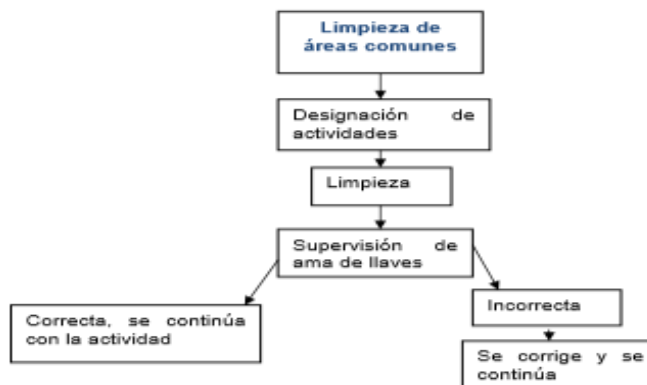 Limpieza de
áreas comunes
Designación de
actividades
Limpieza
Supervisión de
ama de llaves
Correcta, se continúa
con la actividad
Incorrecta
Se corrige y se
continúa